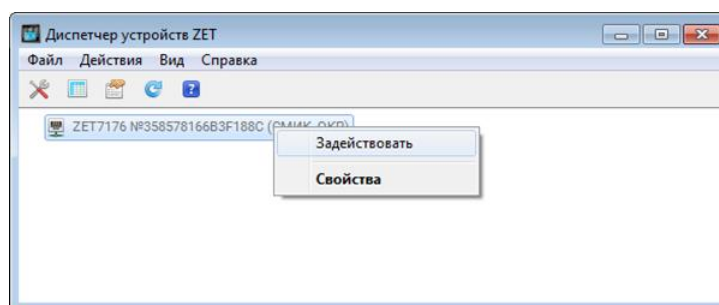 Диспетчер устройств ZET
Файл Действия Вид Справка
ZET7176 №358578166B3F188C
Задействовать
Свойства